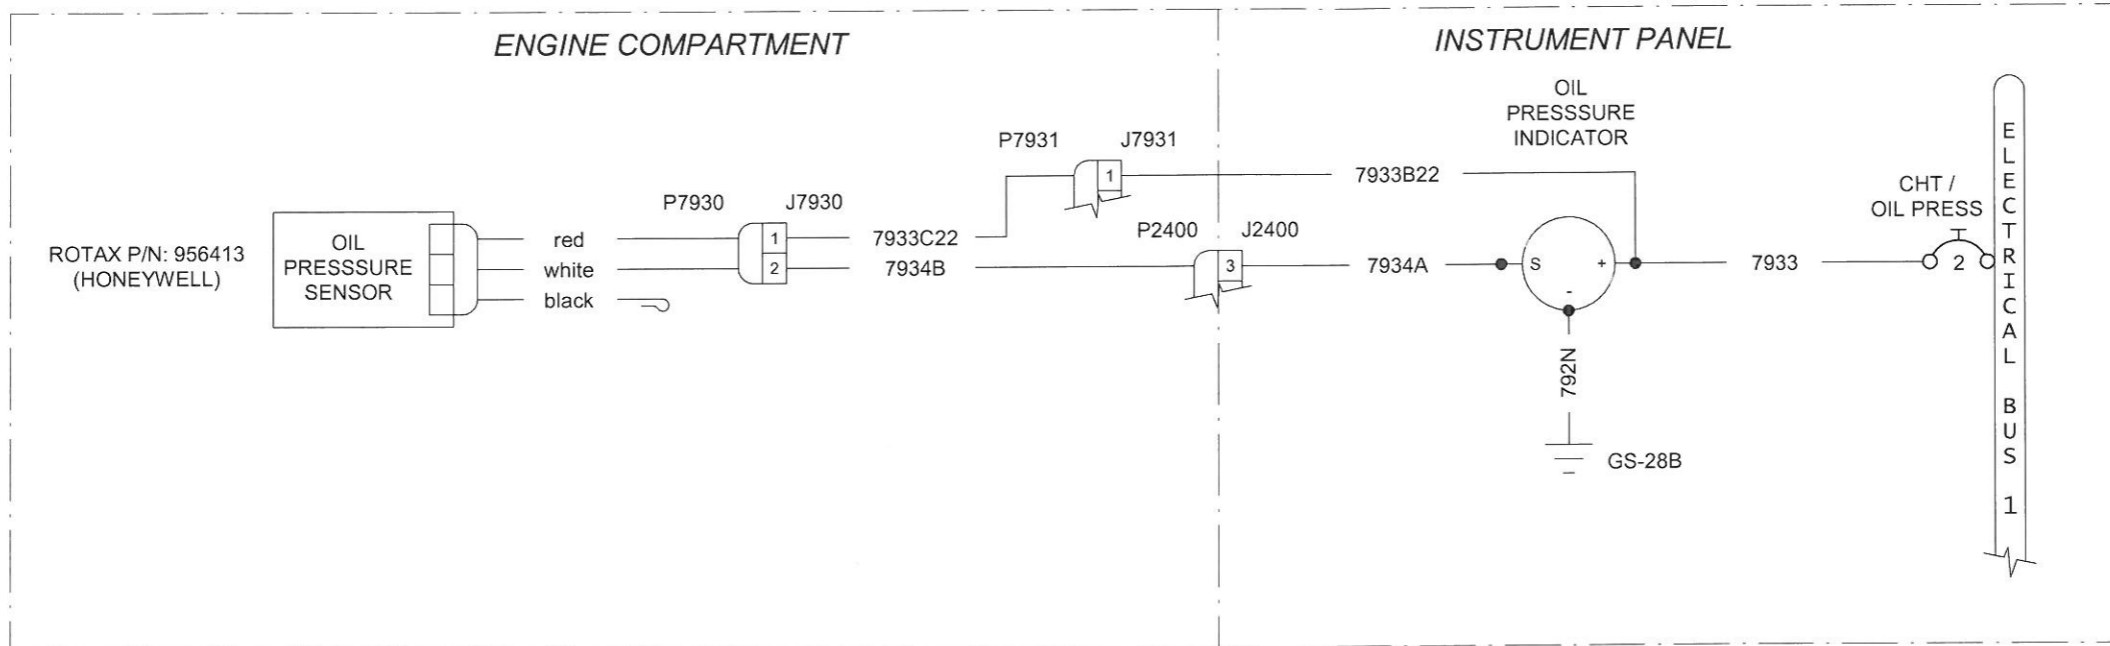 ENGINE COMPARTMENT
INSTRUMENT PANEL
OIL
PRESSSURE
INDICATOR
P7931
J7931
1
7933B22
CHT /
OIL PRESS
2
ELECTRICAL BUS 1
P7930
J7930
ROTAX P/N: 956413
(HONEYWELL)
OIL
PRESSSURE
SENSOR
red
white
black
1
2
7933C22
7934B
P2400
J2400
3
7934A
S
+
-
7933
792N
GS-28B